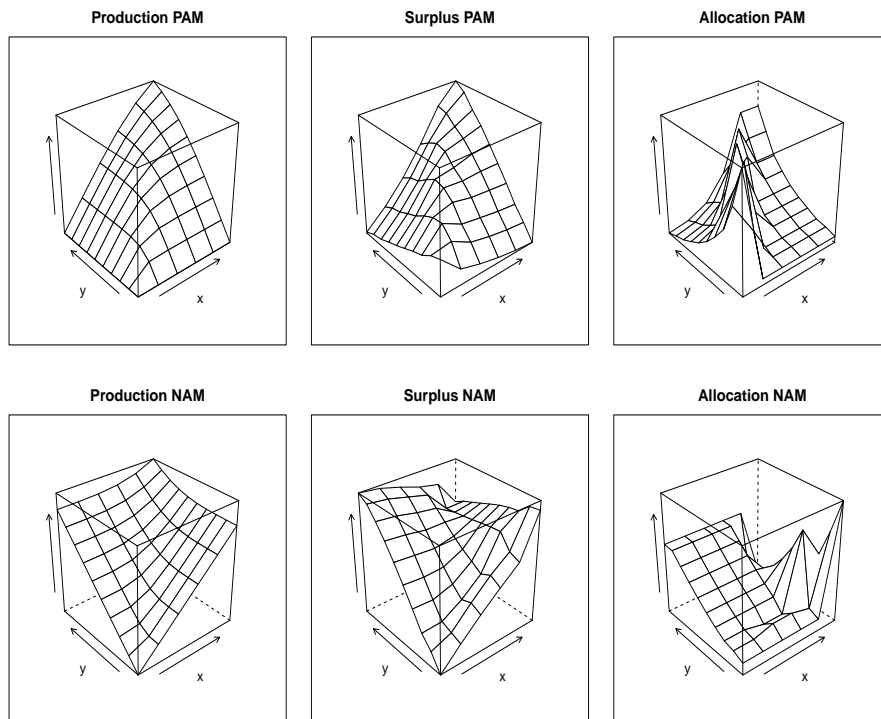 Production PAM
Surplus PAM
Allocation PAM
y
x
y
x
y
x
Production NAM
Surplus NAM
Allocation NAM
y
x
y
x
y
x